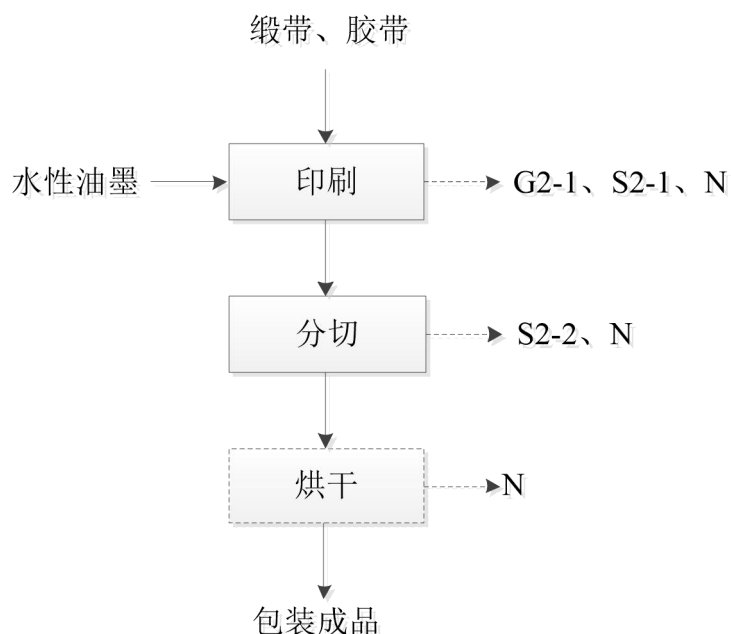 缎带、胶带
水性油墨
印刷
G2-1、S2-1、N
分切
S2-2、N
烘干
N
包装成品